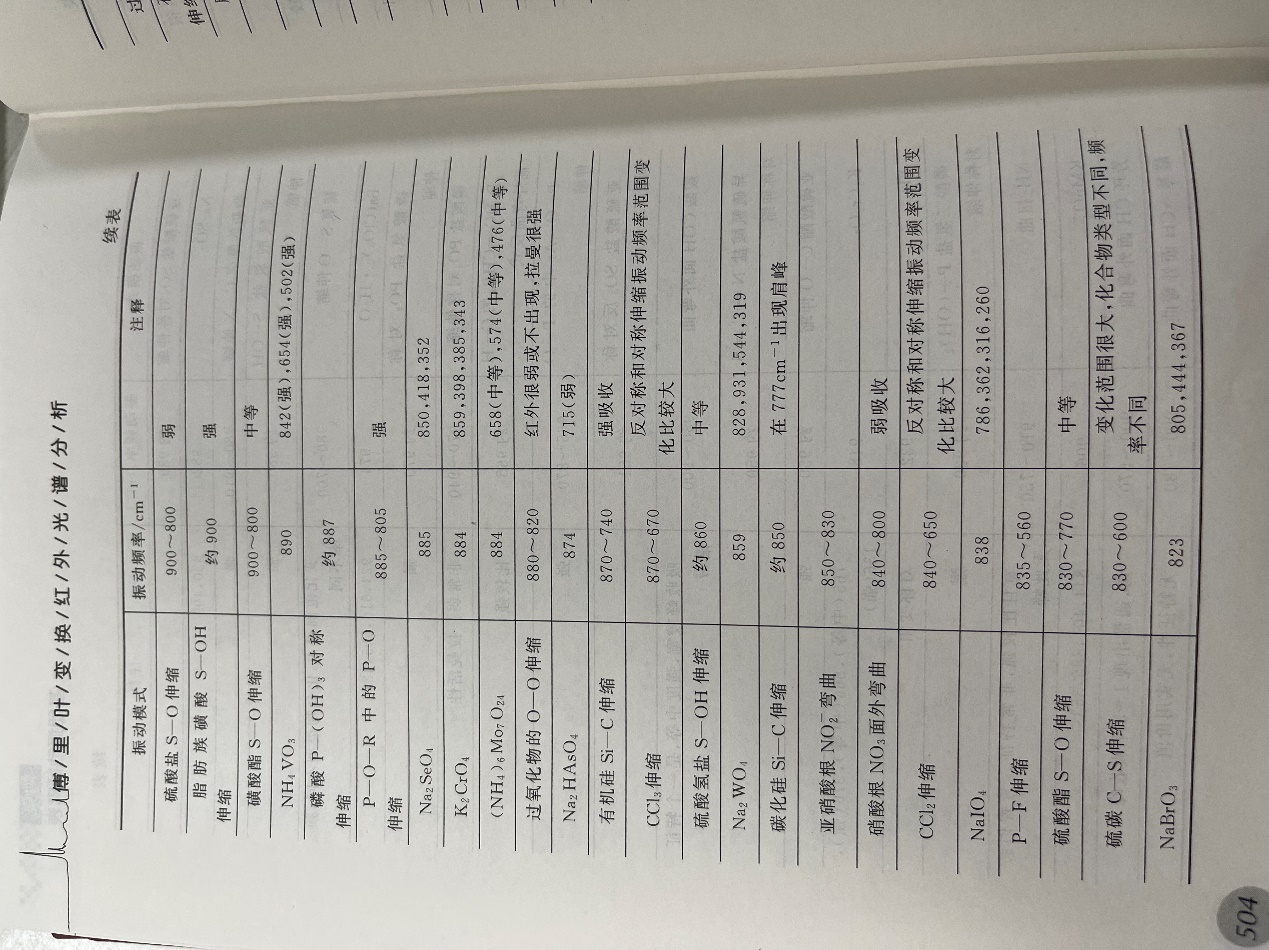 傅/里/叶/变/换/红/外/光/谱/分/析
续表
振动模式 振动频率/cm⁻¹ 注释
硫酸盐 S—O 伸缩 900～800 弱
脂肪族磺酸 S—OH 约 900 强
伸缩
磺酸酯 S—O 伸缩 900～800 中等
NH₄VO₃ 890 842(强),654(强),502(强)
磷酸 P—(OH)₃ 对称 约 887
伸缩
P—O—R 中的 P—O 885～805 强
伸缩
Na₂SeO₄ 885 850,418,352
K₂CrO₄ 884 859,398,385,343
(NH₄)₆Mo₇O₂₄ 884 658(中等),574(中等),476(中等)
过氧化物的 O—O 伸缩 880～820 红外很弱或不出现,拉曼很强
Na₂HAsO₄ 874 715(弱)
有机硅 Si—C 伸缩 870～740 强吸收
CCl₃ 伸缩 870～670 反对称和对称伸缩振动频率范围变
化比较大
硫酸氢盐 S—OH 伸缩 约 860 中等
Na₂WO₄ 859 828,931,544,319
碳化硅 Si—C 伸缩 约 850 在 777cm⁻¹ 出现肩峰
亚硝酸根 NO₂⁻ 弯曲 850～830
硝酸根 NO₃⁻ 面外弯曲 840～800 弱吸收
CCl₂ 伸缩 840～650 反对称和对称伸缩振动频率范围变
化比较大
NaIO₄ 838 786,362,316,260
P—F 伸缩 835～560
硫酸酯 S—O 伸缩 830～770 中等
硫碳 C—S 伸缩 830～600 变化范围很大,化合物类型不同,频
率不同
NaBrO₃ 823 805,444,367
504